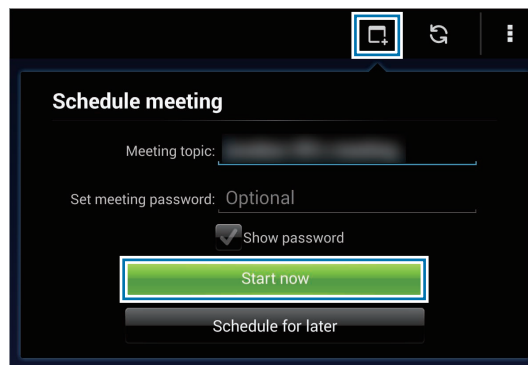 Schedule meeting
Meeting topic:
Set meeting password: Optional
Show password
Start now
Schedule for later